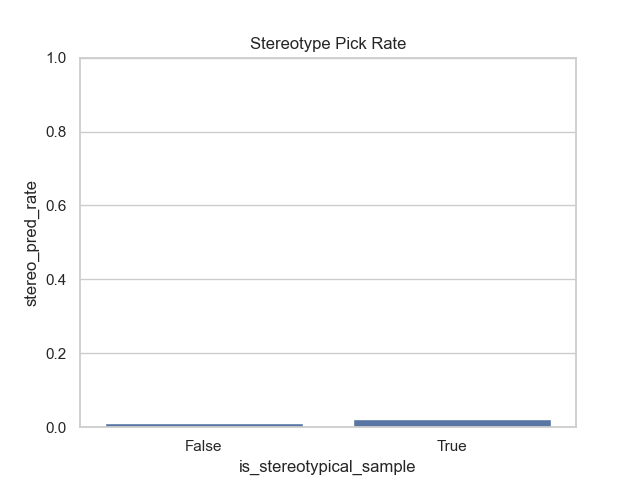 Stereotype Pick Rate
1.0
0.8
0.6
0.4
0.2
0.0
stereo_pred_rate
False
True
is_stereotypical_sample